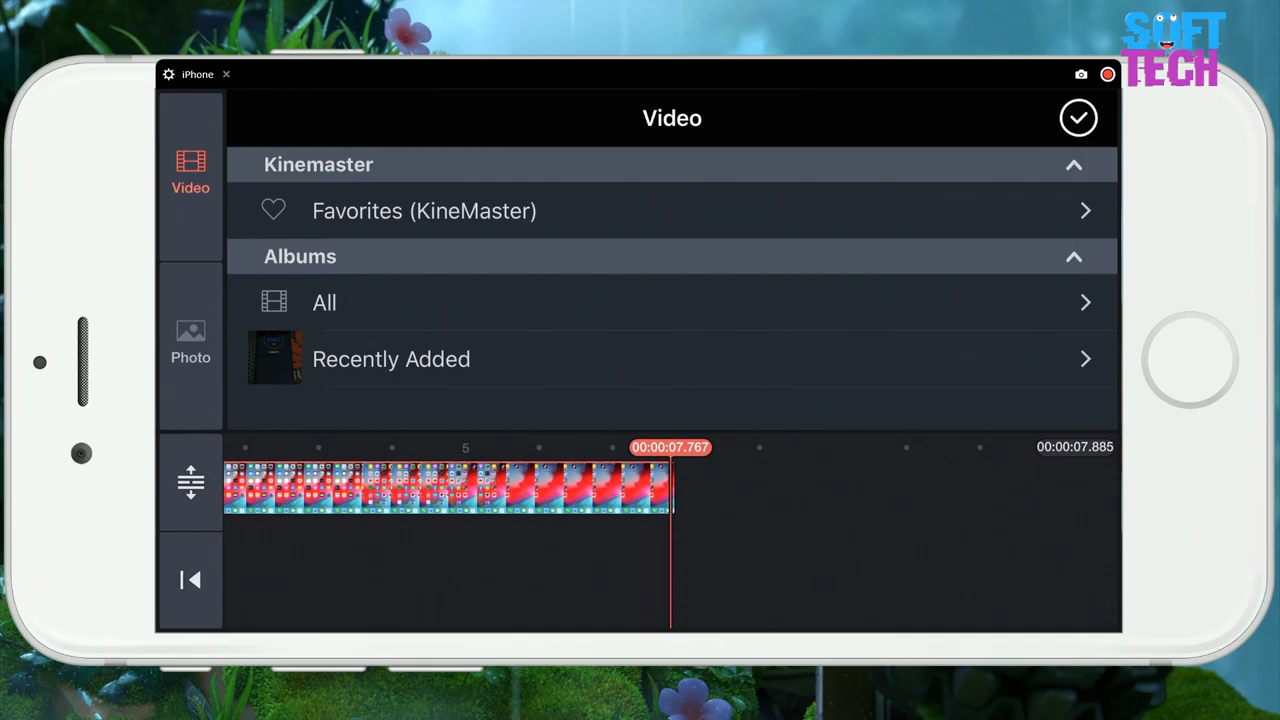 SOFT
TECH
iPhone
Video
Video
Kinemaster
Favorites (KineMaster)
Albums
All
Photo
Recently Added
5
00:00:07.767
00:00:07.885